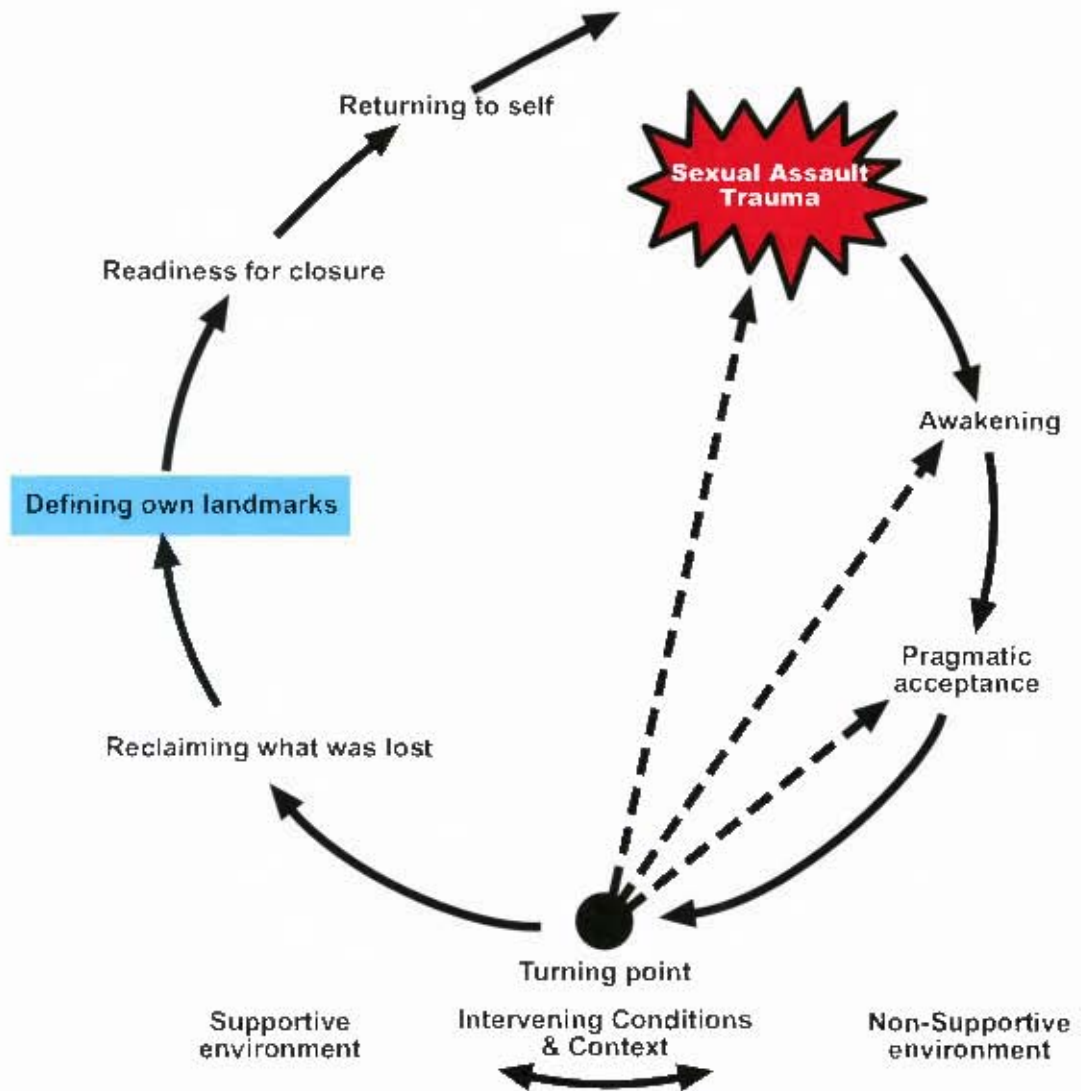 Returning to self
Sexual Assault
Trauma
Readiness for closure
Awakening
Defining own landmarks
Pragmatic
acceptance
Reclaiming what was lost
Turning point
Supportive
environment
Intervening Conditions
& Context
Non-Supportive
environment